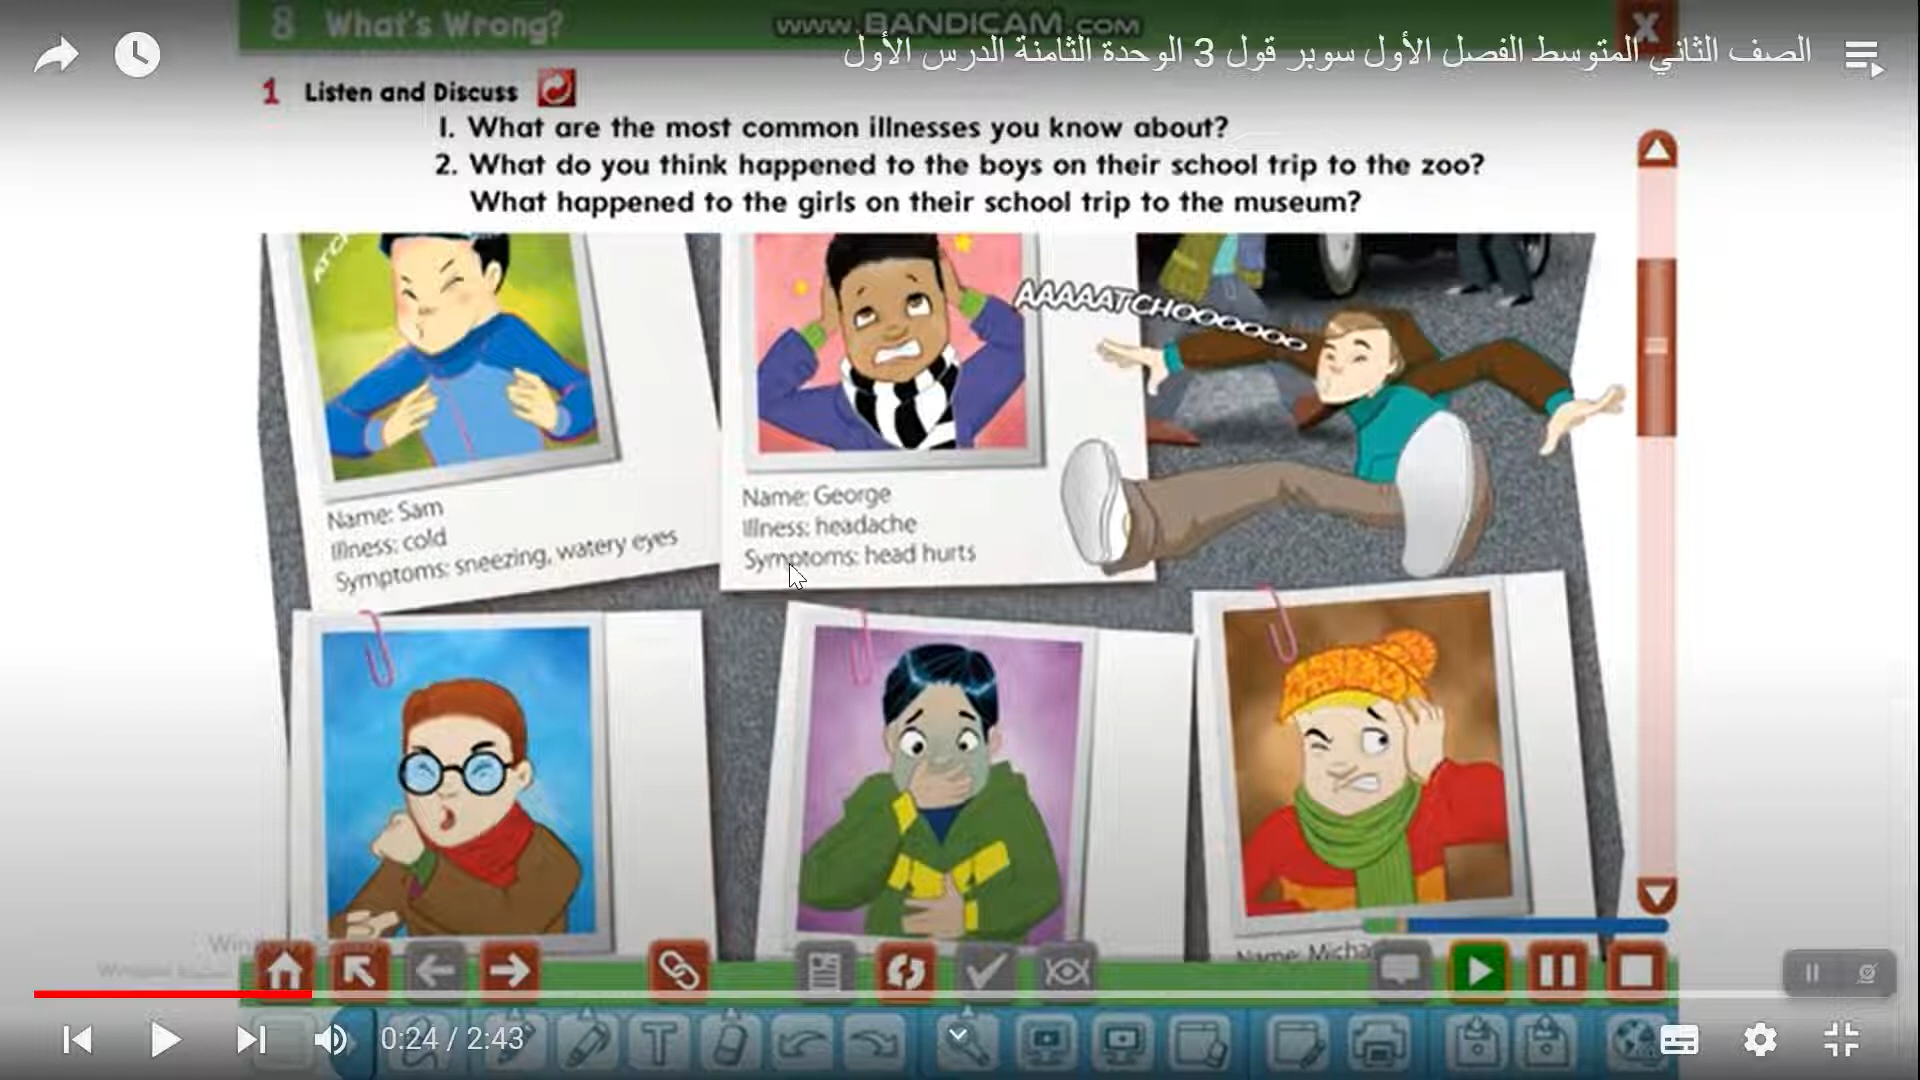 8 What's Wrong?
www.BANDICAM.com
الصف الثاني المتوسط الفصل الأول سوبر قول 3 الوحدة الثامنة الدرس الأول
X
1 Listen and Discuss
1. What are the most common illnesses you know about?
2. What do you think happened to the boys on their school trip to the zoo?
What happened to the girls on their school trip to the museum?
AAAAATCHOOOOOO
Name: Sam
Illness: cold
Symptoms: sneezing, watery eyes
Name: George
Illness: headache
Symptoms: head hurts
Name: Micha
T
0:24 / 2:43